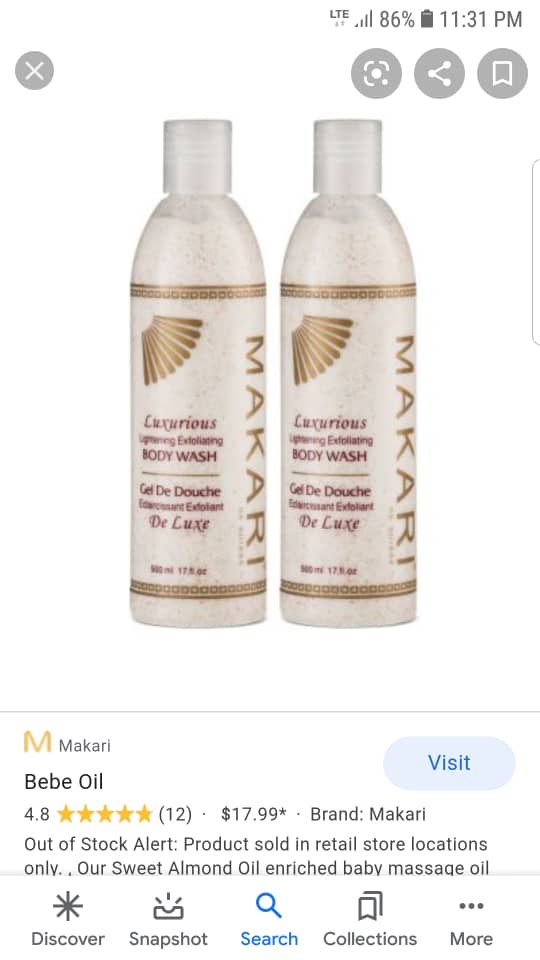 LTE 86% 11:31 PM
Luxurious
Lightening Exfoliating
BODY WASH
Gel De Douche
Eclaircissant Exfoliant
De Luxe
500 ml 17 fl.oz
MAKARI
Luxurious
Lightening Exfoliating
BODY WASH
Gel De Douche
Eclaircissant Exfoliant
De Luxe
500 ml 17 fl.oz
MAKARI
M Makari
Visit
Bebe Oil
4.8 (12) · $17.99* · Brand: Makari
Out of Stock Alert: Product sold in retail store locations
only. , Our Sweet Almond Oil enriched baby massage oil
Discover Snapshot Search Collections More